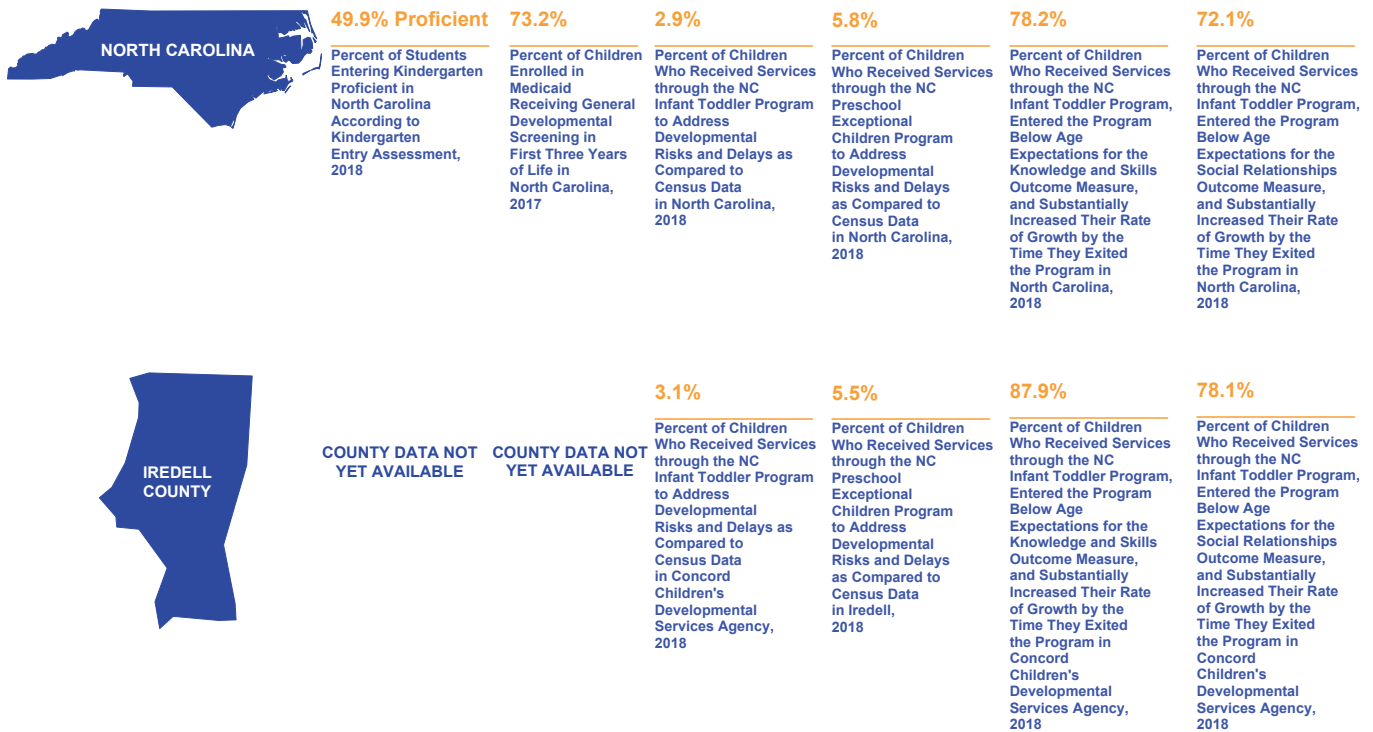 NORTH CAROLINA
49.9% Proficient
Percent of Students
Entering Kindergarten
Proficient in
North Carolina
According to
Kindergarten
Entry Assessment,
2018
73.2%
Percent of Children
Enrolled in
Medicaid
Receiving General
Developmental
Screening in
First Three Years
of Life in
North Carolina,
2017
2.9%
Percent of Children
Who Received Services
through the NC
Infant Toddler Program
to Address
Developmental
Risks and Delays as
Compared to
Census Data
in North Carolina,
2018
5.8%
Percent of Children
Who Received Services
through the NC
Preschool
Exceptional
Children Program
to Address
Developmental
Risks and Delays
as Compared to
Census Data
in North Carolina,
2018
78.2%
Percent of Children
Who Received Services
through the NC
Infant Toddler Program,
Entered the Program
Below Age
Expectations for the
Knowledge and Skills
Outcome Measure,
and Substantially
Increased Their Rate
of Growth by the
Time They Exited
the Program in
North Carolina,
2018
72.1%
Percent of Children
Who Received Services
through the NC
Infant Toddler Program,
Entered the Program
Below Age
Expectations for the
Social Relationships
Outcome Measure,
and Substantially
Increased Their Rate
of Growth by the
Time They Exited
the Program in
North Carolina,
2018
IREDELL
COUNTY
COUNTY DATA NOT
YET AVAILABLE
COUNTY DATA NOT
YET AVAILABLE
3.1%
Percent of Children
Who Received Services
through the NC
Infant Toddler Program
to Address
Developmental
Risks and Delays as
Compared to
Census Data
in Concord
Children's
Developmental
Services Agency,
2018
5.5%
Percent of Children
Who Received Services
through the NC
Preschool
Exceptional
Children Program
to Address
Developmental
Risks and Delays
as Compared to
Census Data
in Iredell,
2018
87.9%
Percent of Children
Who Received Services
through the NC
Infant Toddler Program,
Entered the Program
Below Age
Expectations for the
Knowledge and Skills
Outcome Measure,
and Substantially
Increased Their Rate
of Growth by the
Time They Exited
the Program in
Concord
Children's
Developmental
Services Agency,
2018
78.1%
Percent of Children
Who Received Services
through the NC
Infant Toddler Program,
Entered the Program
Below Age
Expectations for the
Social Relationships
Outcome Measure,
and Substantially
Increased Their Rate
of Growth by the
Time They Exited
the Program in
Concord
Children's
Developmental
Services Agency,
2018